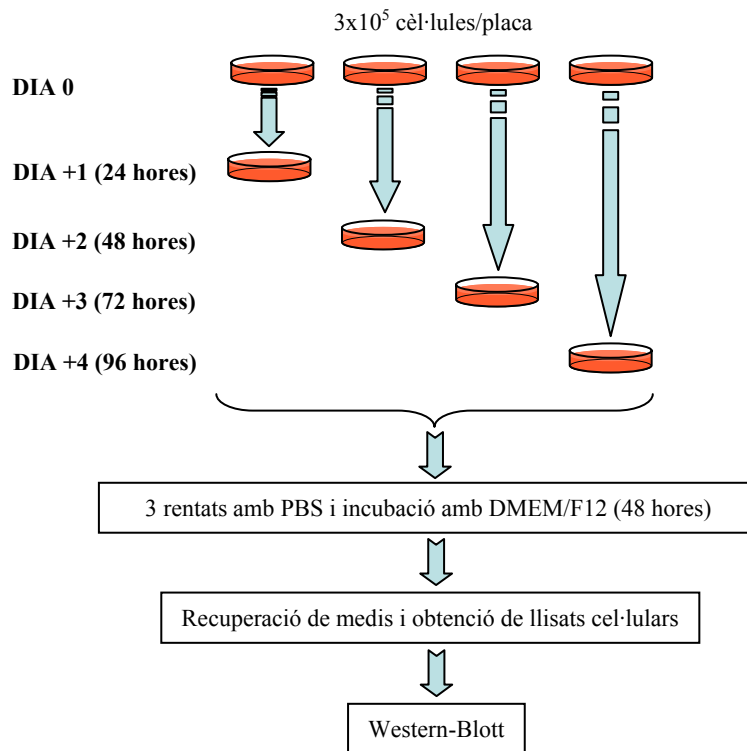 3x10⁵ cèl·lules/placa
DIA 0
DIA +1 (24 hores)
DIA +2 (48 hores)
DIA +3 (72 hores)
DIA +4 (96 hores)
3 rentats amb PBS i incubació amb DMEM/F12 (48 hores)
Recuperació de medis i obtenció de llisats cel·lulars
Western-Blott